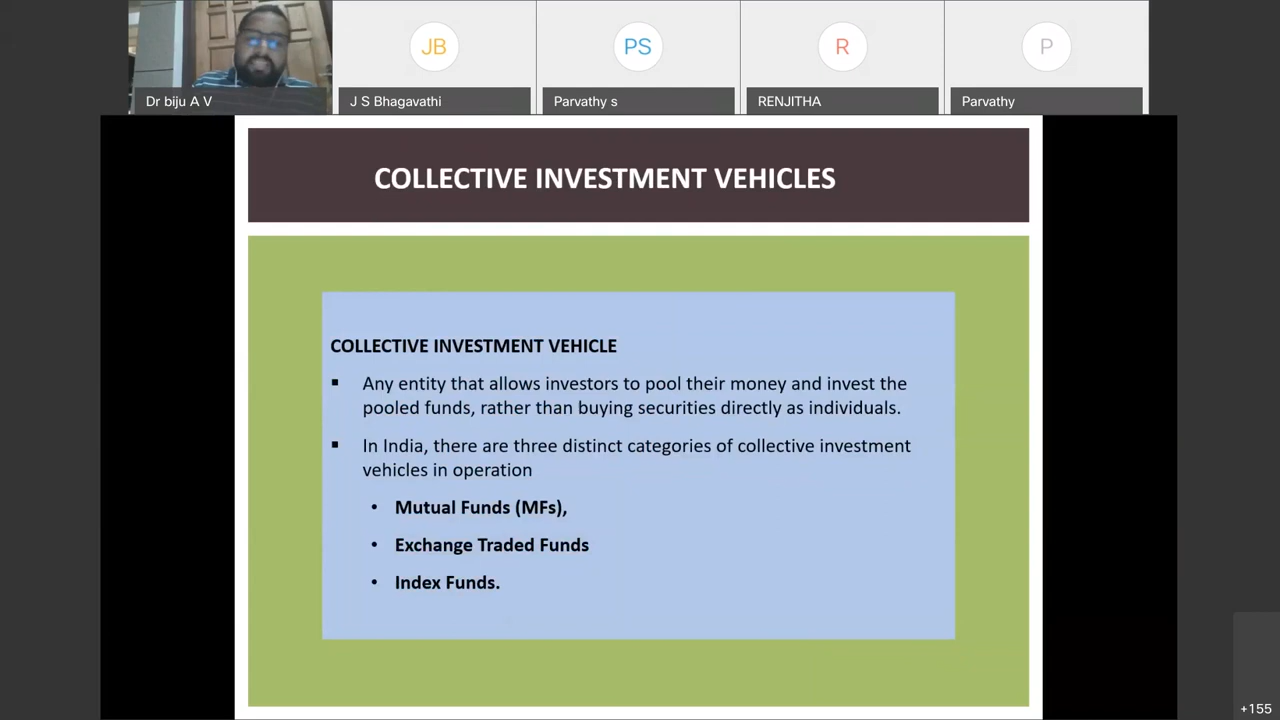 JB
PS
R
P
Dr biju A V
J S Bhagavathi
Parvathy s
RENJITHA
Parvathy
COLLECTIVE INVESTMENT VEHICLES
COLLECTIVE INVESTMENT VEHICLE
▪ Any entity that allows investors to pool their money and invest the
pooled funds, rather than buying securities directly as individuals.
▪ In India, there are three distinct categories of collective investment
vehicles in operation
• Mutual Funds (MFs),
• Exchange Traded Funds
• Index Funds.
+155